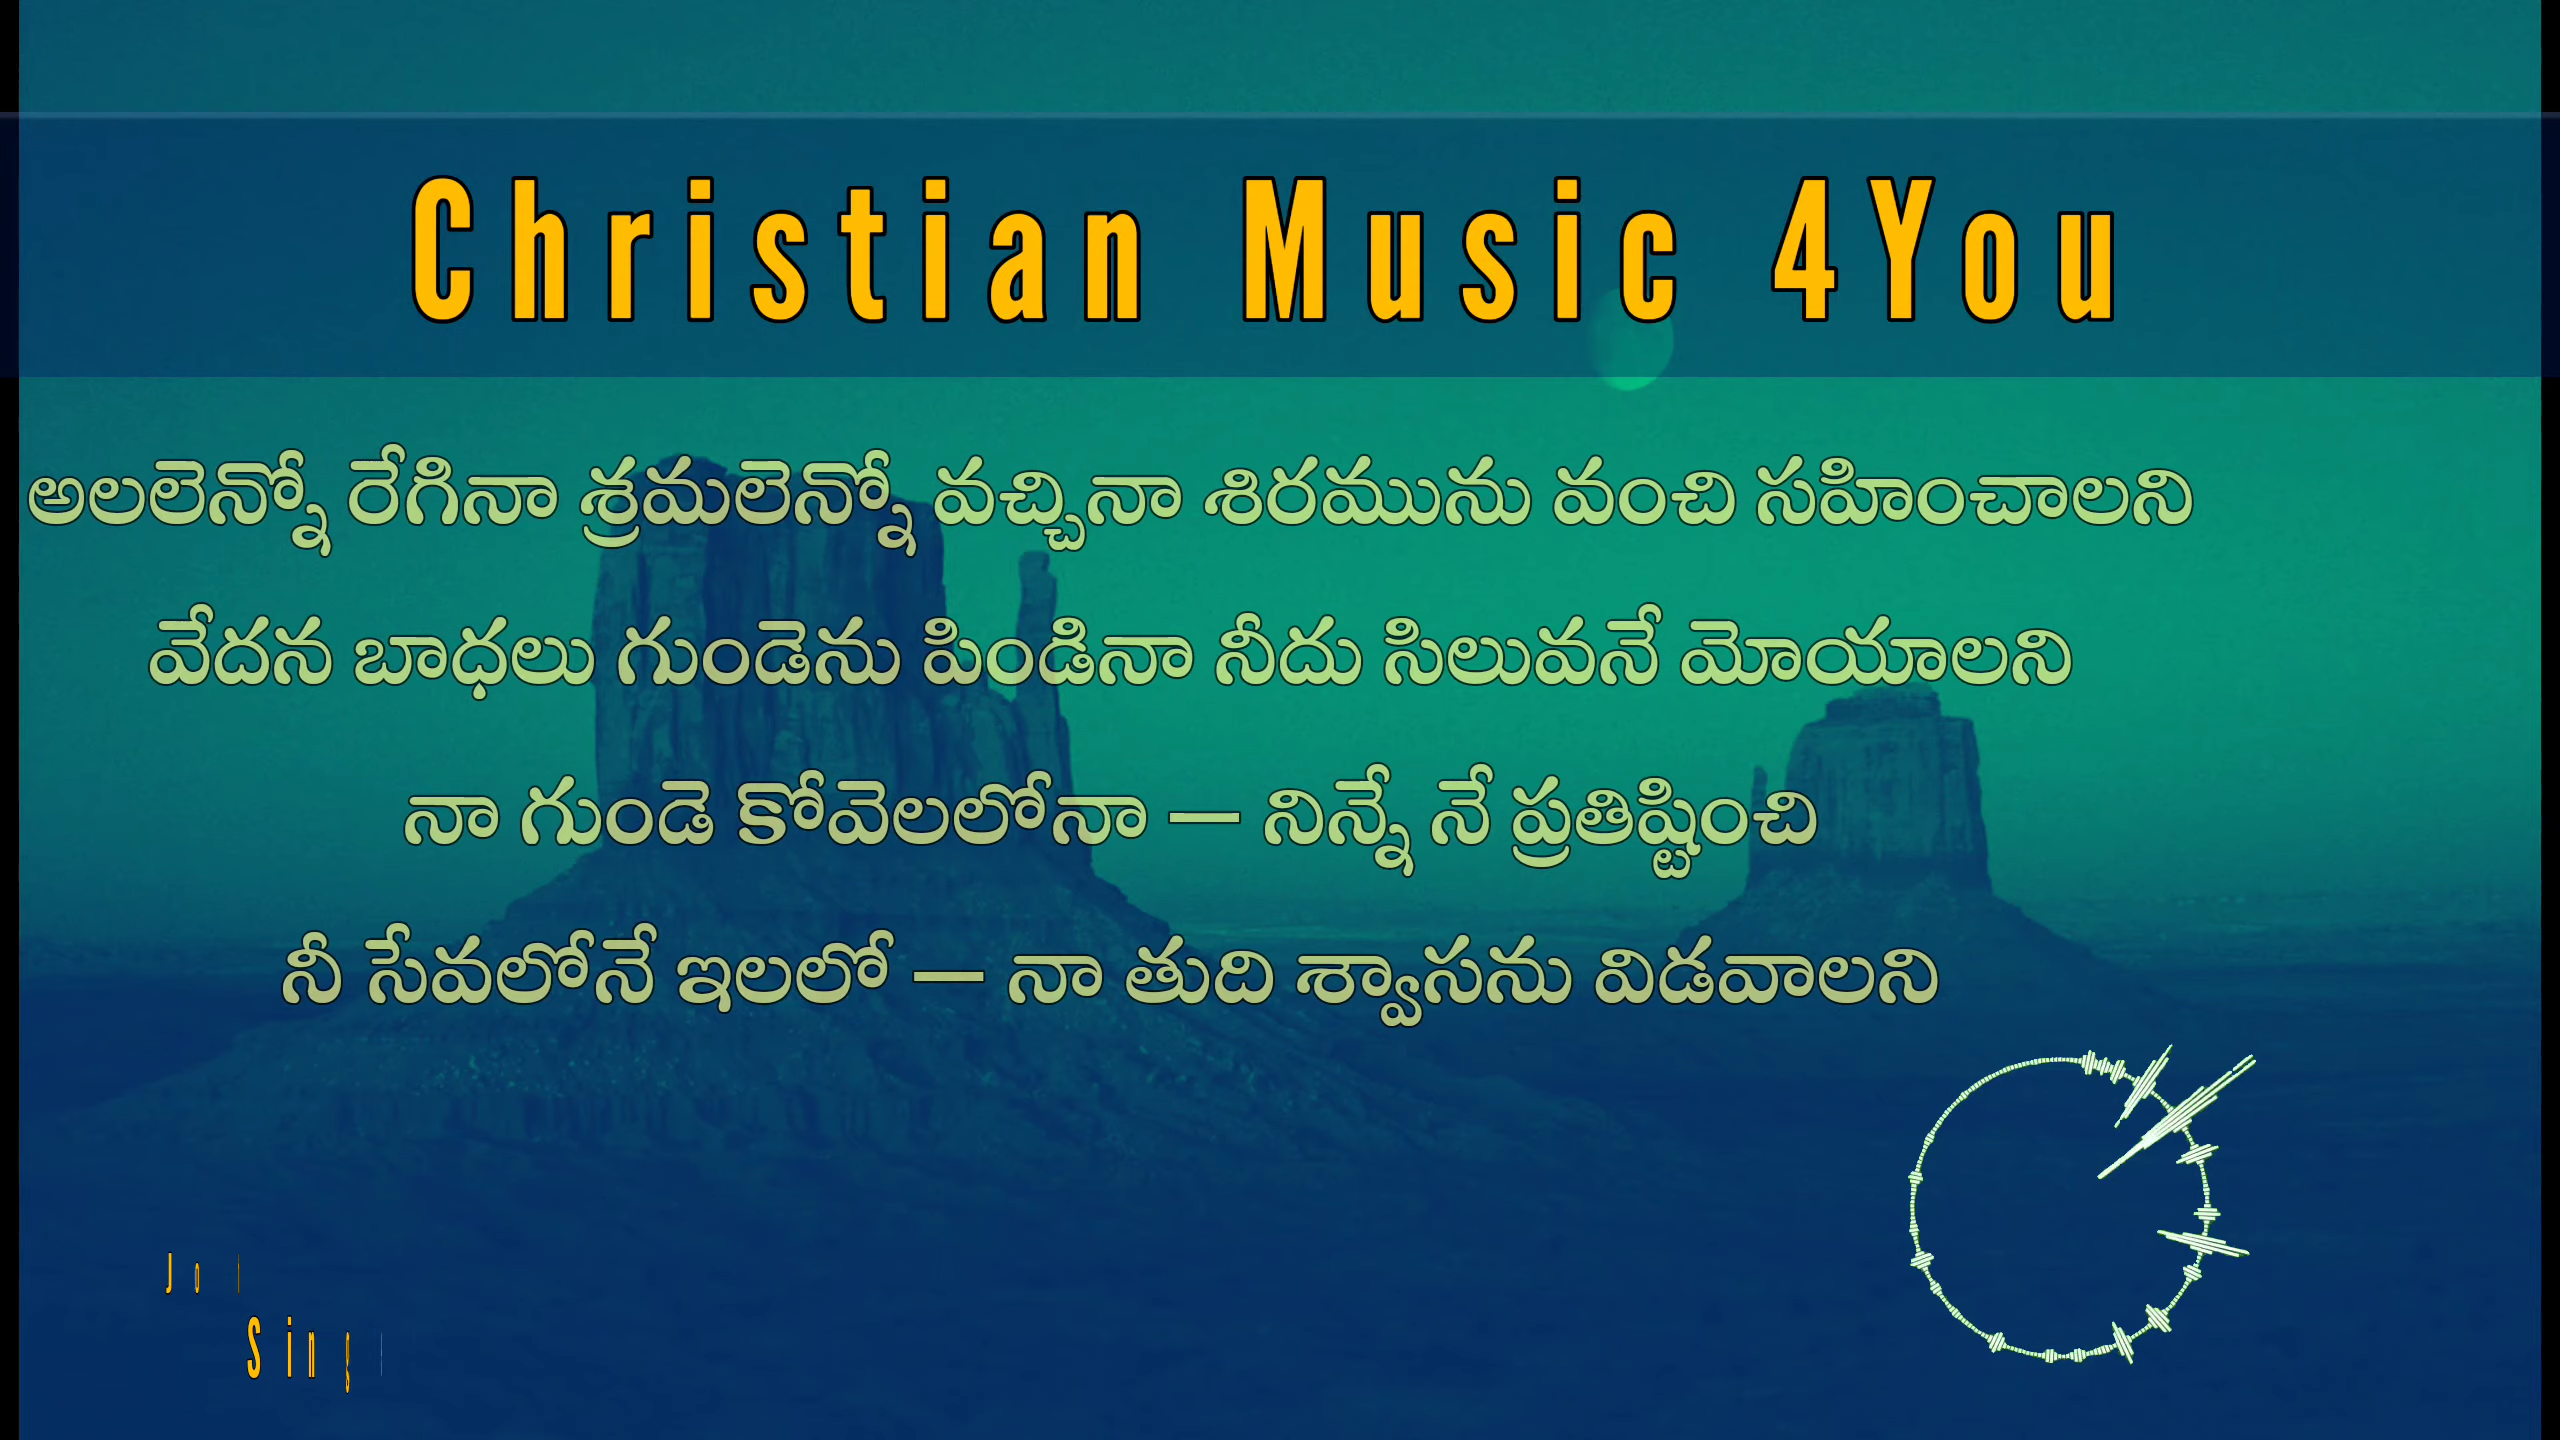 Christian Music 4You
అలలెన్నో రేగినా శ్రమలెన్నో వచ్చినా శిరమును వంచి సహించాలని
వేదన బాధలు గుండెను పిండినా నీదు సిలువనే మోయాలని
నా గుండె కోవెలలోనా – నిన్నే నే ప్రతిష్టించి
నీ సేవలోనే ఇలలో – నా తుది శ్వాసను విడవాలని